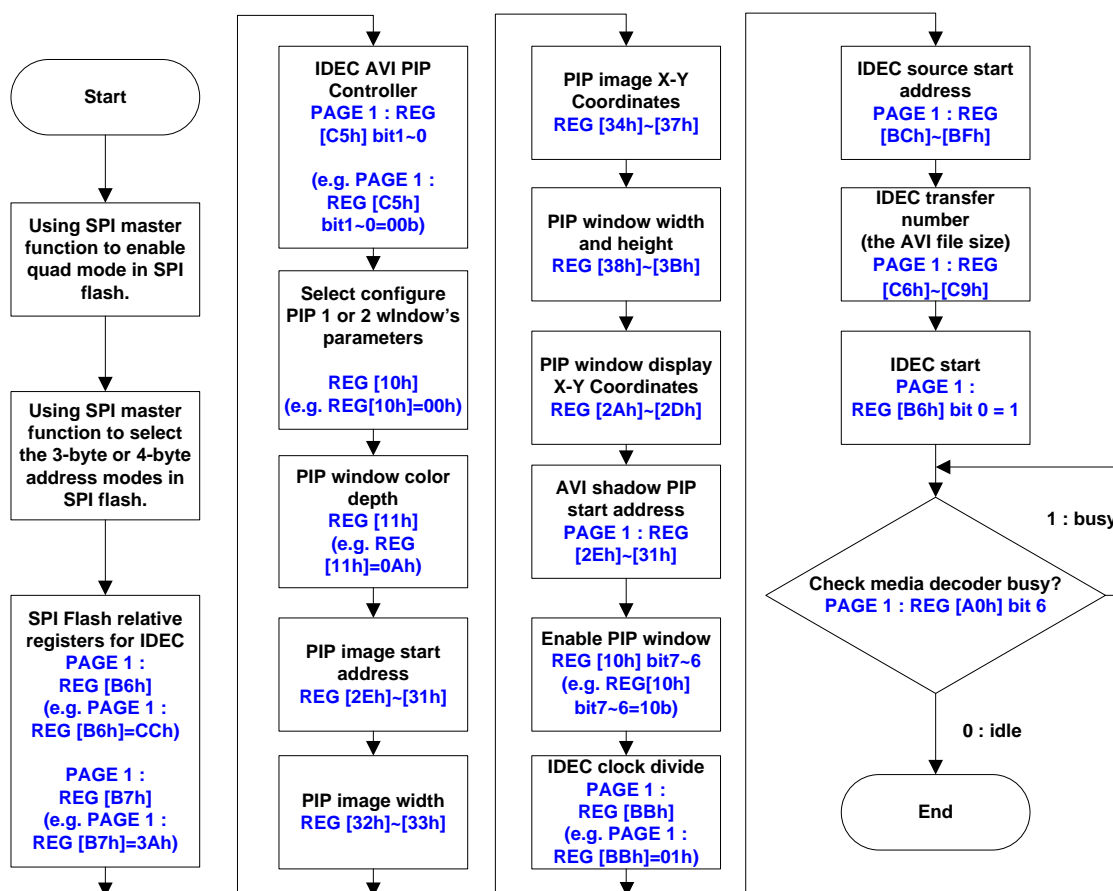 Start
Using SPI master
function to enable
quad mode in SPI
flash.
Using SPI master
function to select
the 3-byte or 4-byte
address modes in
SPI flash.
SPI Flash relative
registers for IDEC
PAGE 1 :
REG [B6h]
(e.g. PAGE 1 :
REG [B6h]=CCh)
PAGE 1 :
REG [B7h]
(e.g. PAGE 1 :
REG [B7h]=3Ah)
IDEC AVI PIP
Controller
PAGE 1 : REG
[C5h] bit1~0
(e.g. PAGE 1 :
REG [C5h]
bit1~0=00b)
Select configure
PIP 1 or 2 wIndow's
parameters
REG [10h]
(e.g. REG[10h]=00h)
PIP window color
depth
REG [11h]
(e.g. REG
[11h]=0Ah)
PIP image start
address
REG [2Eh]~[31h]
PIP image width
REG [32h]~[33h]
PIP image X-Y
Coordinates
REG [34h]~[37h]
PIP window width
and height
REG [38h]~[3Bh]
PIP window display
X-Y Coordinates
REG [2Ah]~[2Dh]
AVI shadow PIP
start address
PAGE 1 : REG
[2Eh]~[31h]
Enable PIP window
REG [10h] bit7~6
(e.g. REG[10h]
bit7~6=10b)
IDEC clock divide
PAGE 1 :
REG [BBh]
(e.g. PAGE 1 :
REG [BBh]=01h)
IDEC source start
address
PAGE 1 : REG
[BCh]~[BFh]
IDEC transfer
number
(the AVI file size)
PAGE 1 : REG
[C6h]~[C9h]
IDEC start
PAGE 1 :
REG [B6h] bit 0 = 1
1 : busy
Check media decoder busy?
PAGE 1 : REG [A0h] bit 6
0 : idle
End